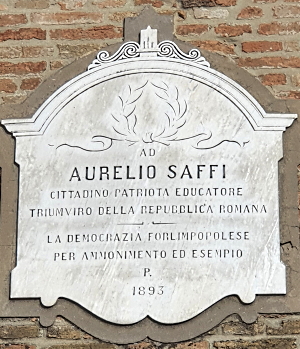 AD
AURELIO SAFFI
CITTADINO PATRIOTA EDUCATORE
TRIUMVIRO DELLA REPUBBLICA ROMANA
LA DEMOCRAZIA FORLIMPOPOLESE
PER AMMONIMENTO ED ESEMPIO
P.
1893